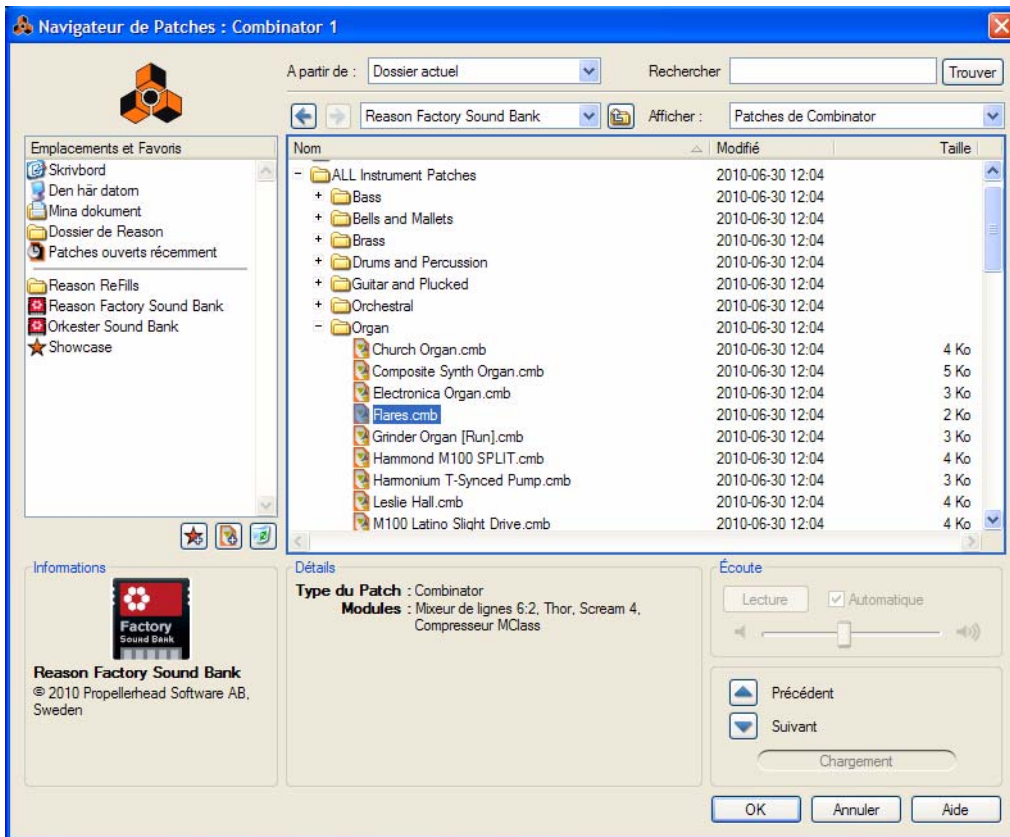 Navigateur de Patches : Combinator 1
A partir de : Dossier actuel Rechercher Trouver
Reason Factory Sound Bank Afficher : Patches de Combinator
Emplacements et Favoris
Skrivbord
Den här datorn
Mina dokument
Dossier de Reason
Patches ouverts récemment
Reason ReFills
Reason Factory Sound Bank
Orkester Sound Bank
Showcase
Nom Modifié Taille
- ALL Instrument Patches 2010-06-30 12:04
+ Bass 2010-06-30 12:04
+ Bells and Mallets 2010-06-30 12:04
+ Brass 2010-06-30 12:04
+ Drums and Percussion 2010-06-30 12:04
+ Guitar and Plucked 2010-06-30 12:04
+ Orchestral 2010-06-30 12:04
- Organ 2010-06-30 12:04
Church Organ.cmb 2010-06-30 12:04 4 Ko
Composite Synth Organ.cmb 2010-06-30 12:04 5 Ko
Electronica Organ.cmb 2010-06-30 12:04 3 Ko
Flares.cmb 2010-06-30 12:04 2 Ko
Grinder Organ [Run].cmb 2010-06-30 12:04 3 Ko
Hammond M100 SPLIT.cmb 2010-06-30 12:04 4 Ko
Harmonium T-Synced Pump.cmb 2010-06-30 12:04 3 Ko
Leslie Hall.cmb 2010-06-30 12:04 4 Ko
M100 Latino Slight Drive.cmb 2010-06-30 12:04 4 Ko
Informations
Factory
Sound Bank
Reason Factory Sound Bank
© 2010 Propellerhead Software AB,
Sweden
Détails
Type du Patch : Combinator
Modules : Mixeur de lignes 6:2, Thor, Scream 4,
Compresseur MClass
Écoute
Lecture Automatique
Précédent
Suivant
Chargement
OK Annuler Aide